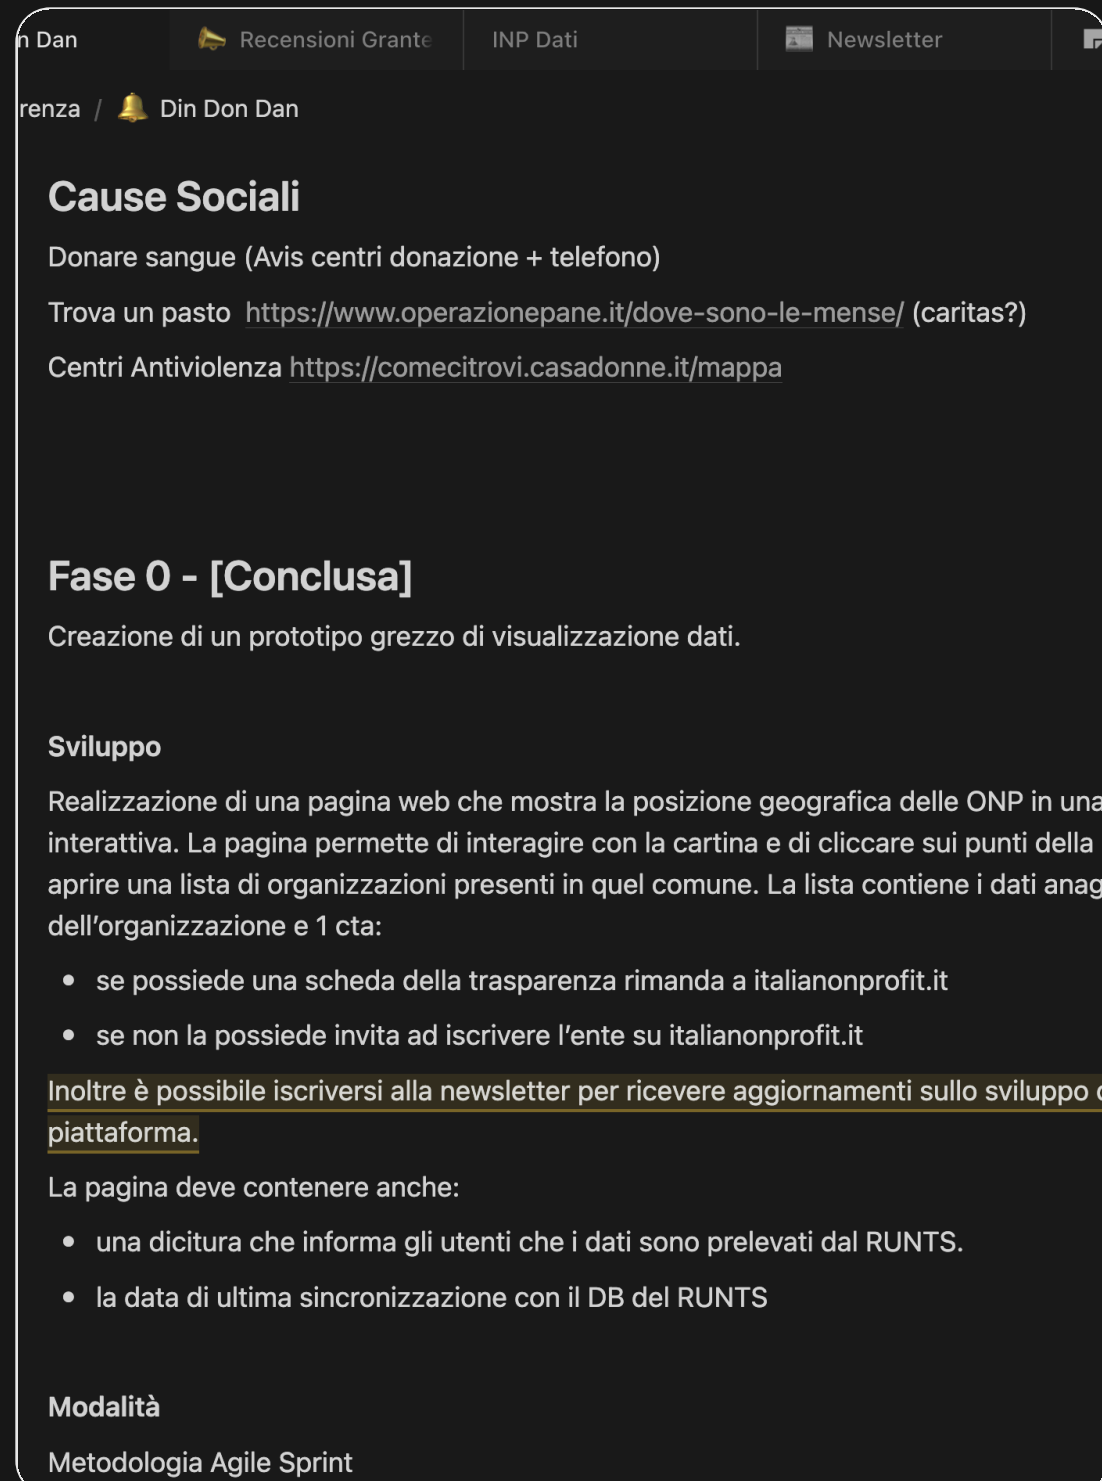 n Dan
Recensioni Grante
INP Dati
Newsletter
renza / Din Don Dan
Cause Sociali
Donare sangue (Avis centri donazione + telefono)
Trova un pasto https://www.operazionepane.it/dove-sono-le-mense/ (caritas?)
Centri Antiviolenza https://comecitrovi.casadonne.it/mappa
Fase 0 - [Conclusa]
Creazione di un prototipo grezzo di visualizzazione dati.
Sviluppo
Realizzazione di una pagina web che mostra la posizione geografica delle ONP in una
interattiva. La pagina permette di interagire con la cartina e di cliccare sui punti della
aprire una lista di organizzazioni presenti in quel comune. La lista contiene i dati anag
dell’organizzazione e 1 cta:
• se possiede una scheda della trasparenza rimanda a italianonprofit.it
• se non la possiede invita ad iscrivere l’ente su italianonprofit.it
Inoltre è possibile iscriversi alla newsletter per ricevere aggiornamenti sullo sviluppo
piattaforma.
La pagina deve contenere anche:
• una dicitura che informa gli utenti che i dati sono prelevati dal RUNTS.
• la data di ultima sincronizzazione con il DB del RUNTS
Modalità
Metodologia Agile Sprint